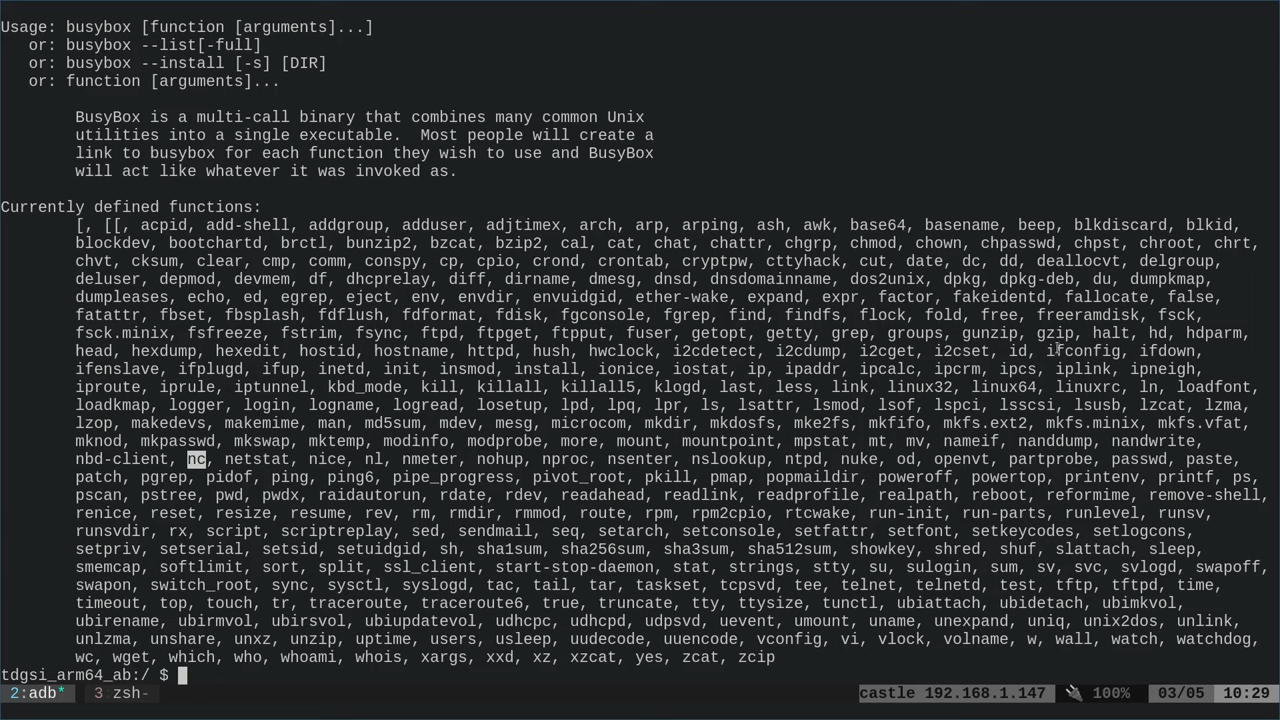 Usage: busybox [function [arguments]...]
or: busybox --list[-full]
or: busybox --install [-s] [DIR]
or: function [arguments]...
BusyBox is a multi-call binary that combines many common Unix
utilities into a single executable.  Most people will create a
link to busybox for each function they wish to use and BusyBox
will act like whatever it was invoked as.
Currently defined functions:
[, [[, acpid, add-shell, addgroup, adduser, adjtimex, arch, arp, arping, ash, awk, base64, basename, beep, blkdiscard, blkid,
blockdev, bootchartd, brctl, bunzip2, bzcat, bzip2, cal, cat, chat, chattr, chgrp, chmod, chown, chpasswd, chpst, chroot, chrt,
chvt, cksum, clear, cmp, comm, conspy, cp, cpio, crond, crontab, cryptpw, cttyhack, cut, date, dc, dd, deallocvt, delgroup,
deluser, depmod, devmem, df, dhcprelay, diff, dirname, dmesg, dnsd, dnsdomainname, dos2unix, dpkg, dpkg-deb, du, dumpkmap,
dumpleases, echo, ed, egrep, eject, env, envdir, envuidgid, ether-wake, expand, expr, factor, fakeidentd, fallocate, false,
fatattr, fbset, fbsplash, fdflush, fdformat, fdisk, fgconsole, fgrep, find, findfs, flock, fold, free, freeramdisk, fsck,
fsck.minix, fsfreeze, fstrim, fsync, ftpd, ftpget, ftpput, fuser, getopt, getty, grep, groups, gunzip, gzip, halt, hd, hdparm,
head, hexdump, hexedit, hostid, hostname, httpd, hush, hwclock, i2cdetect, i2cdump, i2cget, i2cset, id, ifconfig, ifdown,
ifenslave, ifplugd, ifup, inetd, init, insmod, install, ionice, iostat, ip, ipaddr, ipcalc, ipcrm, ipcs, iplink, ipneigh,
iproute, iprule, iptunnel, kbd_mode, kill, killall, killall5, klogd, last, less, link, linux32, linux64, linuxrc, ln, loadfont,
loadkmap, logger, login, logname, logread, losetup, lpd, lpq, lpr, ls, lsattr, lsmod, lsof, lspci, lsscsi, lsusb, lzcat, lzma,
lzop, makedevs, makemime, man, md5sum, mdev, mesg, microcom, mkdir, mkdosfs, mke2fs, mkfifo, mkfs.ext2, mkfs.minix, mkfs.vfat,
mknod, mkpasswd, mkswap, mktemp, modinfo, modprobe, more, mount, mountpoint, mpstat, mt, mv, nameif, nanddump, nandwrite,
nbd-client, nc, netstat, nice, nl, nmeter, nohup, nproc, nsenter, nslookup, ntpd, nuke, od, openvt, partprobe, passwd, paste,
patch, pgrep, pidof, ping, ping6, pipe_progress, pivot_root, pkill, pmap, popmaildir, poweroff, powertop, printenv, printf, ps,
pscan, pstree, pwd, pwdx, raidautorun, rdate, rdev, readahead, readlink, readprofile, realpath, reboot, reformime, remove-shell,
renice, reset, resize, resume, rev, rm, rmdir, rmmod, route, rpm, rpm2cpio, rtcwake, run-init, run-parts, runlevel, runsv,
runsvdir, rx, script, scriptreplay, sed, sendmail, seq, setarch, setconsole, setfattr, setfont, setkeycodes, setlogcons,
setpriv, setserial, setsid, setuidgid, sh, sha1sum, sha256sum, sha3sum, sha512sum, showkey, shred, shuf, slattach, sleep,
smemcap, softlimit, sort, split, ssl_client, start-stop-daemon, stat, strings, stty, su, sulogin, sum, sv, svc, svlogd, swapoff,
swapon, switch_root, sync, sysctl, syslogd, tac, tail, tar, taskset, tcpsvd, tee, telnet, telnetd, test, tftp, tftpd, time,
timeout, top, touch, tr, traceroute, traceroute6, true, truncate, tty, ttysize, tunctl, ubiattach, ubidetach, ubimkvol,
ubirename, ubirmvol, ubirsvol, ubiupdatevol, udhcpc, udhcpd, udpsvd, uevent, umount, uname, unexpand, uniq, unix2dos, unlink,
unlzma, unshare, unxz, unzip, uptime, users, usleep, uudecode, uuencode, vconfig, vi, vlock, volname, w, wall, watch, watchdog,
wc, wget, which, who, whoami, whois, xargs, xxd, xz, xzcat, yes, zcat, zcip
tdgsi_arm64_ab:/ $
2:adb* 3:zsh- castle 192.168.1.147 100% 03/05 10:29